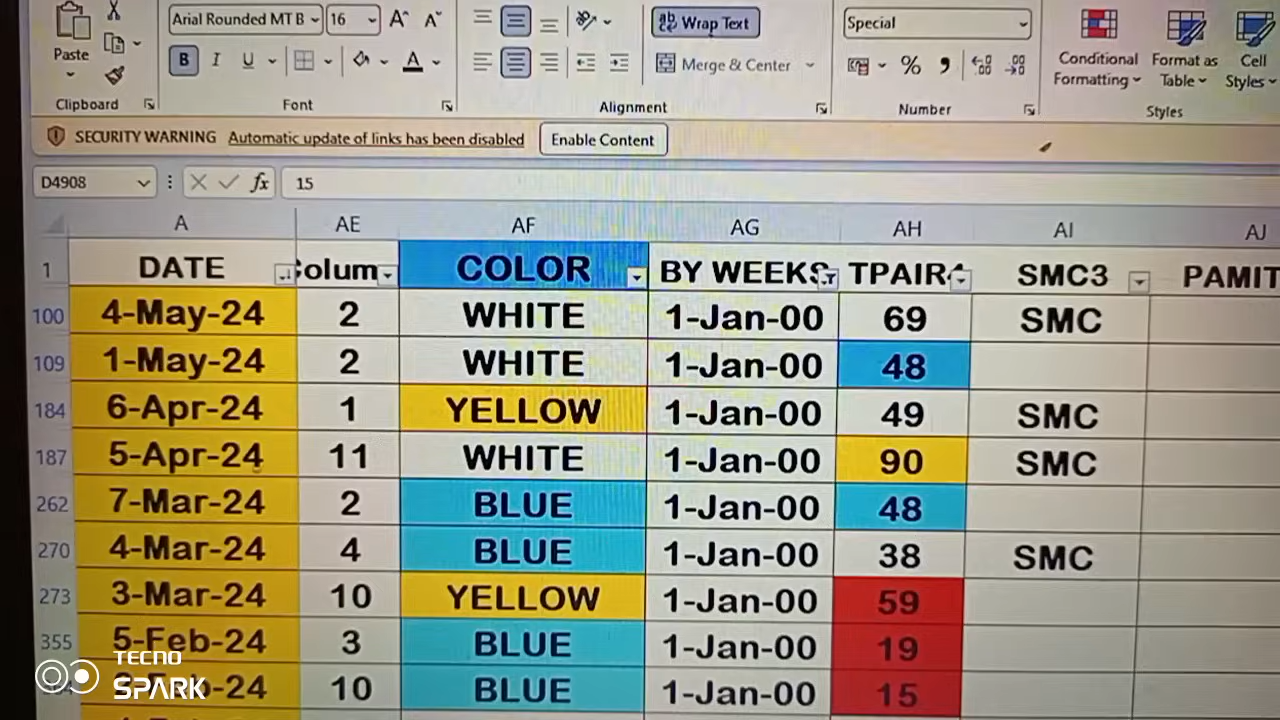 Arial Rounded MT B 16 A^ A˅ Wrap Text Special
Paste B I U A Merge & Center % 9 Conditional Formatting Format as Table Cell Styles
Clipboard Font Alignment Number Styles
SECURITY WARNING Automatic update of links has been disabled Enable Content
D4908 fx 15
A AE AF AG AH AI AJ
1 DATE olum COLOR BY WEEKS TPAIR SMC3 PAMIT
100 4-May-24 2 WHITE 1-Jan-00 69 SMC
109 1-May-24 2 WHITE 1-Jan-00 48
184 6-Apr-24 1 YELLOW 1-Jan-00 49 SMC
187 5-Apr-24 11 WHITE 1-Jan-00 90 SMC
262 7-Mar-24 2 BLUE 1-Jan-00 48
270 4-Mar-24 4 BLUE 1-Jan-00 38 SMC
273 3-Mar-24 10 YELLOW 1-Jan-00 59
355 5-Feb-24 3 BLUE 1-Jan-00 19
-24 10 BLUE 1-Jan-00 15
TECNO
SPARK